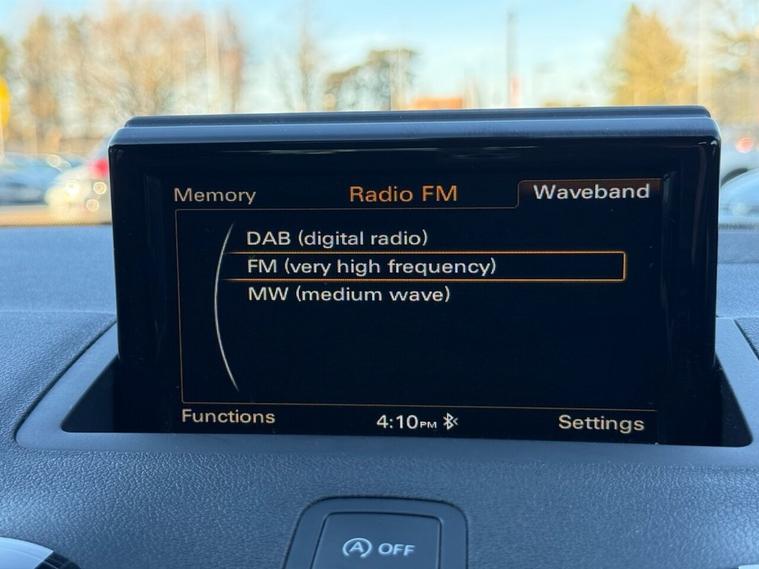 Memory Radio FM Waveband
DAB (digital radio)
FM (very high frequency)
MW (medium wave)
Functions 4:10PM Settings
A OFF